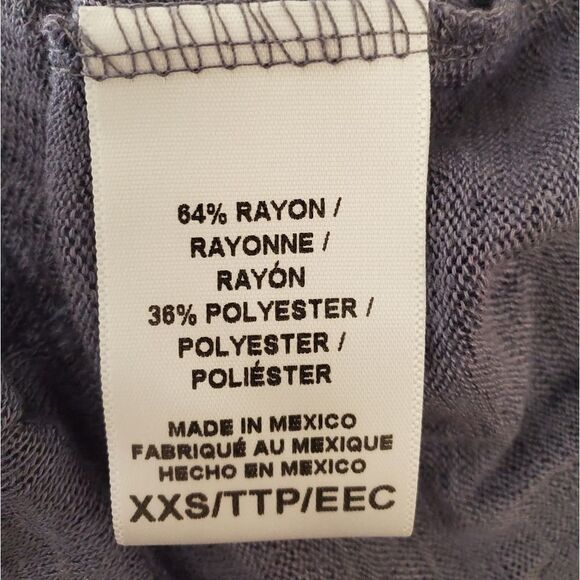 64% RAYON /
RAYONNE /
RAYÓN
36% POLYESTER /
POLYESTER /
POLIÉSTER
MADE IN MEXICO
FABRIQUÉ AU MEXIQUE
HECHO EN MEXICO
XXS/TTP/EEC